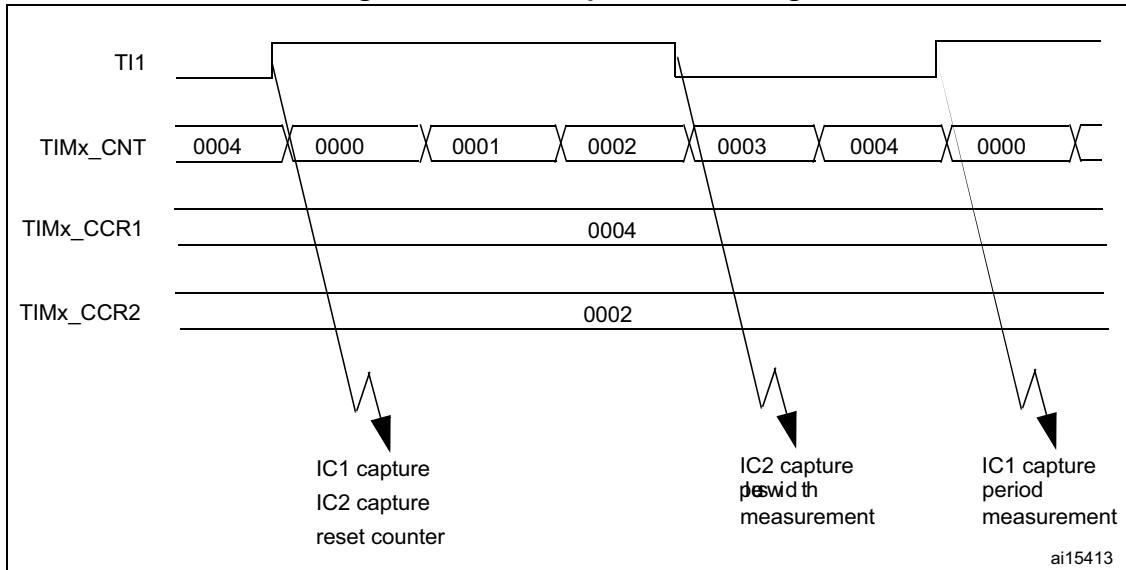 TI1
TIMx_CNT 0004 0000 0001 0002 0003 0004 0000
TIMx_CCR1 0004
TIMx_CCR2 0002
IC1 capture
IC2 capture
reset counter
IC2 capture
measurement
IC1 capture
period
measurement
ai15413